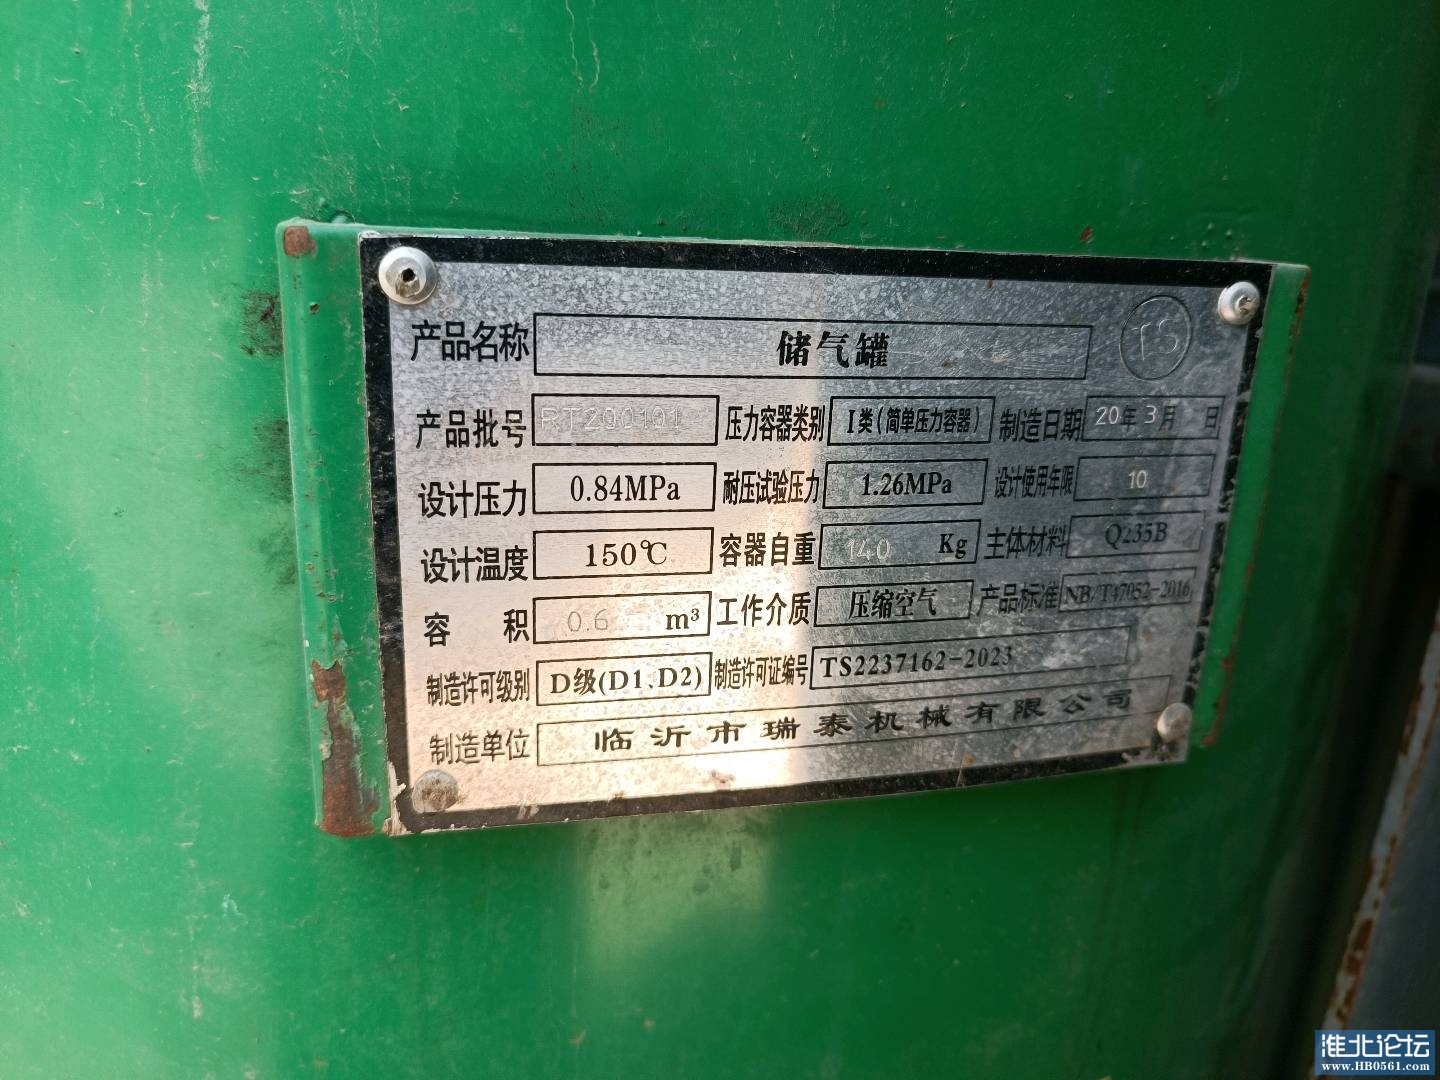 产品名称 储气罐 TS
产品批号 RT200101 压力容器类别 I类(简单压力容器) 制造日期 20年3月 日
设计压力 0.84MPa 耐压试验压力 1.26MPa 设计使用年限 10
设计温度 150℃ 容器自重 140 Kg 主体材料 Q235B
容 积 0.6 m³ 工作介质 压缩空气 产品标准 NB/T47052-2016
制造许可级别 D级(D1、D2) 制造许可证编号 TS2237162-2023
制造单位 临沂市瑞泰机械有限公司
淮北论坛
www.HB0561.com